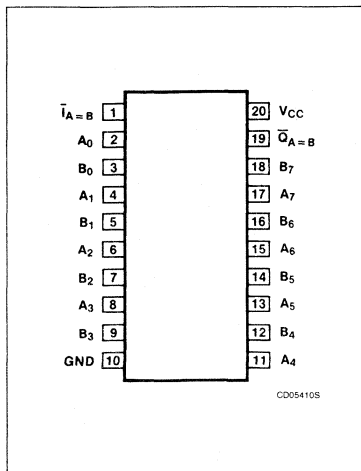 Ī A = B 1 20 VCC
A0 2 19 Q̄ A = B
B0 3 18 B7
A1 4 17 A7
B1 5 16 B6
A2 6 15 A6
B2 7 14 B5
A3 8 13 A5
B3 9 12 B4
GND 10 11 A4
CD05410S